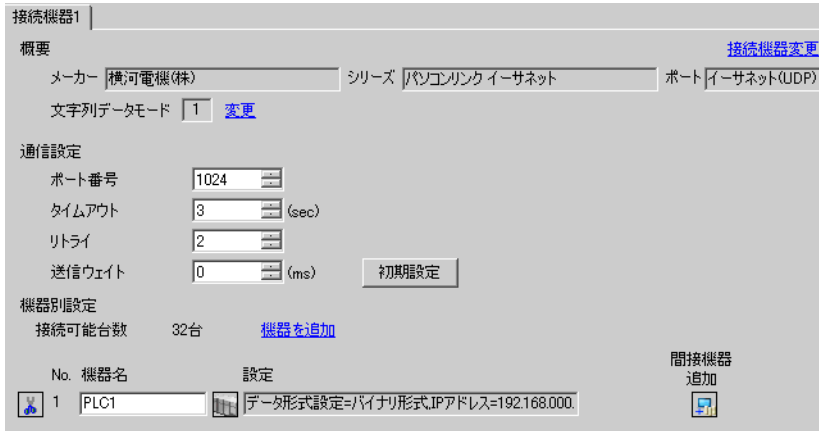 接続機器1
概要 接続機器変更
メーカー 横河電機(株) シリーズ パソコンリンク イーサネット ポート イーサネット(UDP)
文字列データモード 1 変更
通信設定
ポート番号 1024
タイムアウト 3 (sec)
リトライ 2
送信ウェイト 0 (ms) 初期設定
機器別設定
接続可能台数 32台 機器を追加
間接機器
No. 機器名 設定 追加
1 PLC1 データ形式設定=バイナリ形式,IPアドレス=192.168.000.